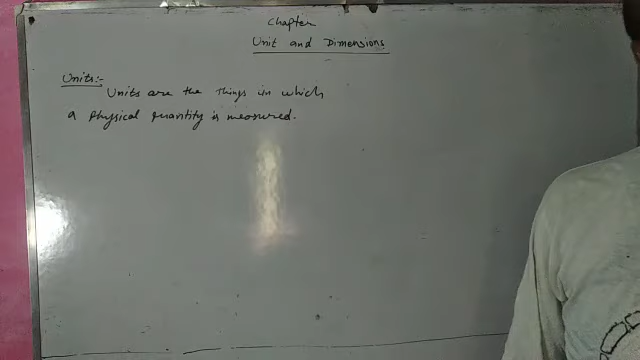 Chapter
Unit and Dimensions
Units:-
Units are the things in which
a physical quantity is measured.